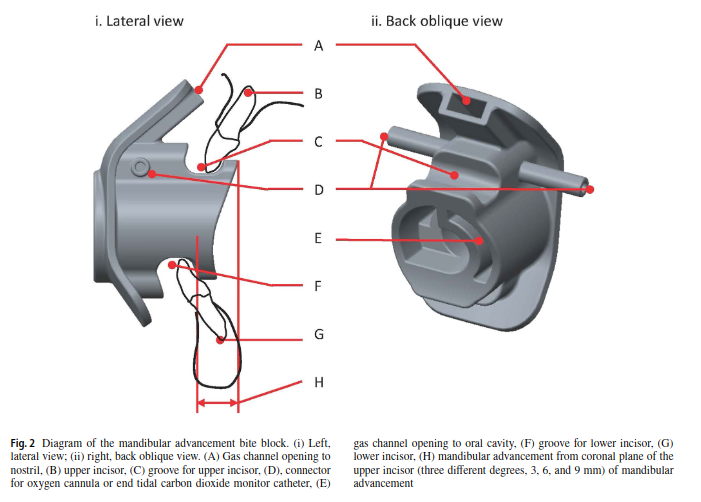 i. Lateral view
ii. Back oblique view
A
B
C
D
E
F
G
H
Fig. 2 Diagram of the mandibular advancement bite block. (i) Left,
lateral view; (ii) right, back oblique view. (A) Gas channel opening to
nostril, (B) upper incisor, (C) groove for upper incisor, (D), connector
for oxygen cannula or end tidal carbon dioxide monitor catheter, (E)
gas channel opening to oral cavity, (F) groove for lower incisor, (G)
lower incisor, (H) mandibular advancement from coronal plane of the
upper incisor (three different degrees, 3, 6, and 9 mm) of mandibular
advancement